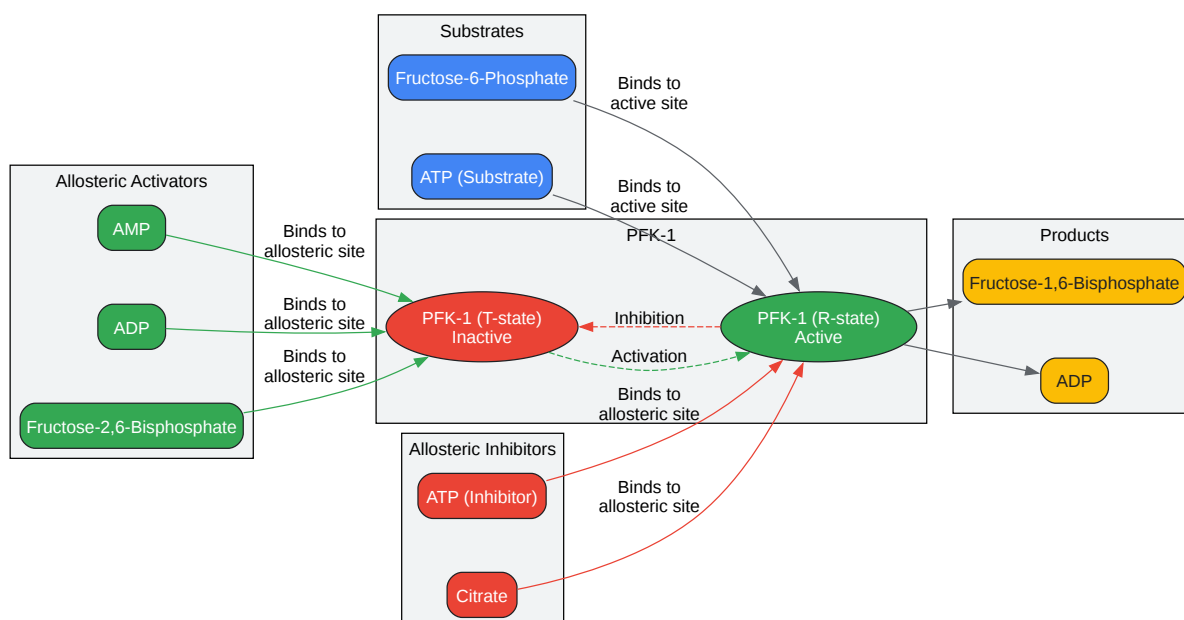 Substrates
Fructose-6-Phosphate
Binds to
active site
ATP (Substrate)
Binds to
active site
Allosteric Activators
AMP
Binds to
allosteric site
ADP
Binds to
allosteric site
Binds to
allosteric site
Fructose-2,6-Bisphosphate
PFK-1
PFK-1 (T-state)
Inactive
Inhibition
Activation
PFK-1 (R-state)
Active
Products
Fructose-1,6-Bisphosphate
ADP
Binds to
allosteric site
Allosteric Inhibitors
ATP (Inhibitor)
Binds to
allosteric site
Citrate